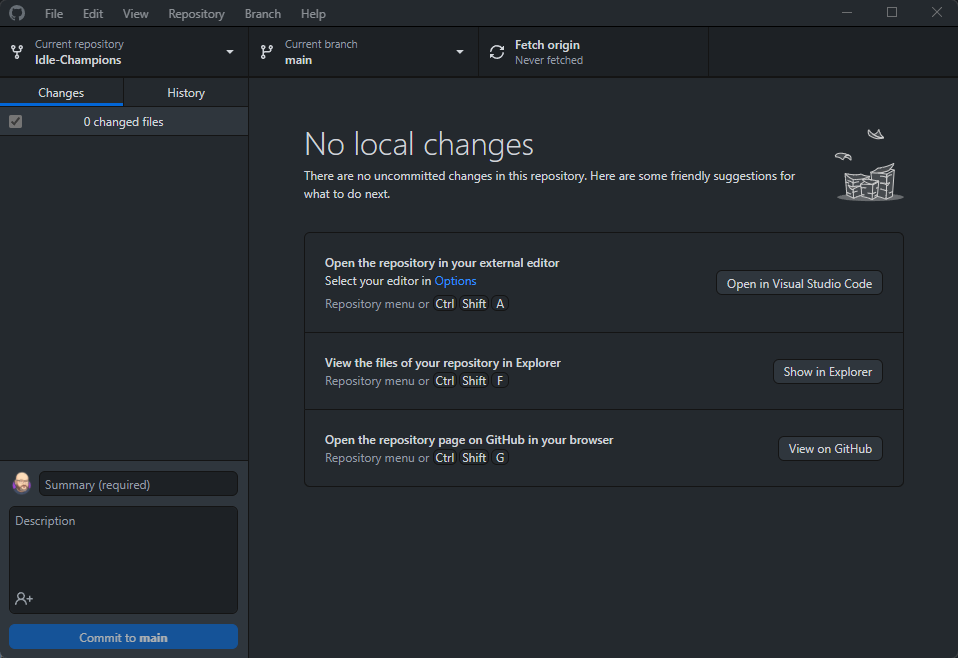 File Edit View Repository Branch Help
Current repository
Idle-Champions
Current branch
main
Fetch origin
Never fetched
Changes
History
0 changed files
No local changes
There are no uncommitted changes in this repository. Here are some friendly suggestions for
what to do next.
Open the repository in your external editor
Select your editor in Options
Repository menu or Ctrl Shift A
Open in Visual Studio Code
View the files of your repository in Explorer
Repository menu or Ctrl Shift F
Show in Explorer
Open the repository page on GitHub in your browser
Repository menu or Ctrl Shift G
View on GitHub
Summary (required)
Description
Commit to main